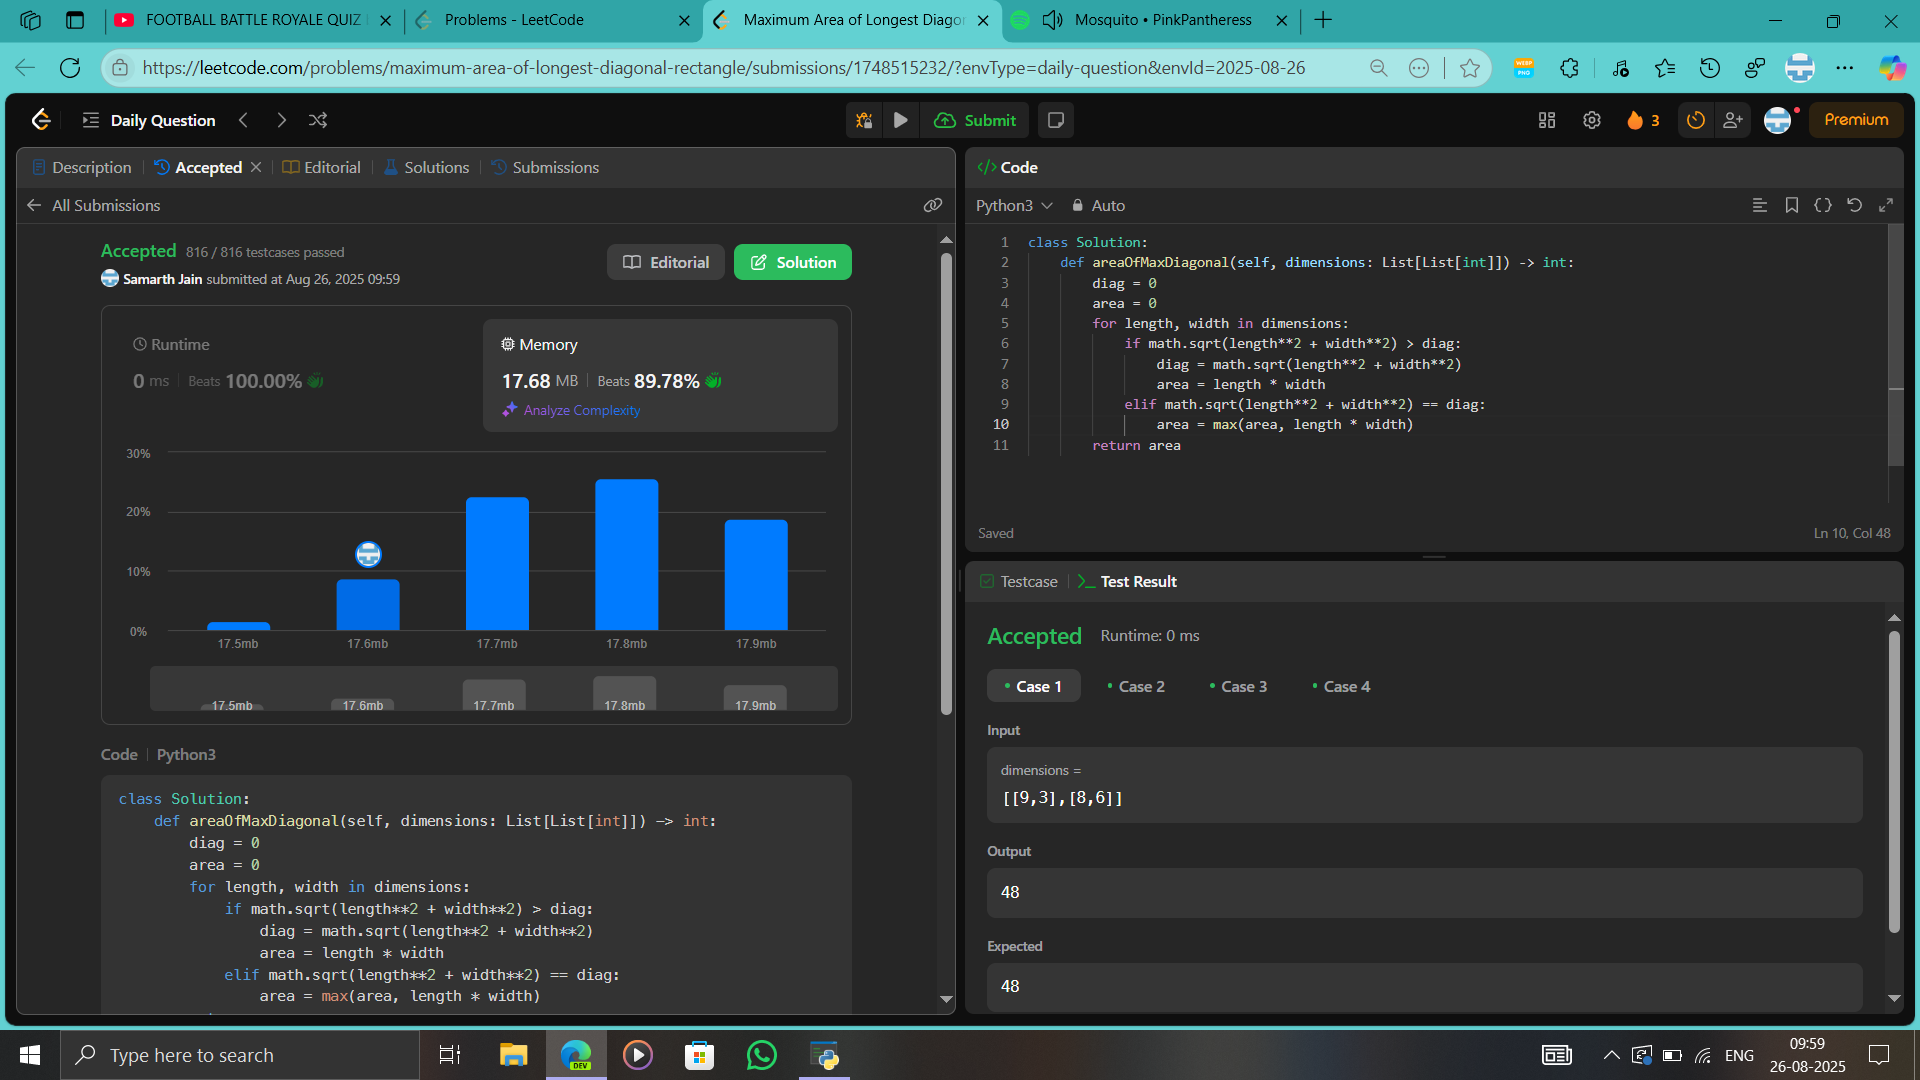 FOOTBALL BATTLE ROYALE QUIZ
Problems - LeetCode
Maximum Area of Longest Diago
Mosquito • PinkPantheress
https://leetcode.com/problems/maximum-area-of-longest-diagonal-rectangle/submissions/1748515232/?envType=daily-question&envId=2025-08-26
WEBP
PNG
Daily Question
Submit
3
Premium
Description
Accepted
Editorial
Solutions
Submissions
All Submissions
Accepted 816 / 816 testcases passed
Samarth Jain submitted at Aug 26, 2025 09:59
Editorial
Solution
Runtime
0 ms Beats 100.00%
Memory
17.68 MB Beats 89.78%
Analyze Complexity
30%
20%
10%
0%
17.5mb 17.6mb 17.7mb 17.8mb 17.9mb
17.5mb 17.6mb 17.7mb 17.8mb 17.9mb
Code Python3
class Solution:
def areaOfMaxDiagonal(self, dimensions: List[List[int]]) -> int:
diag = 0
area = 0
for length, width in dimensions:
if math.sqrt(length**2 + width**2) > diag:
diag = math.sqrt(length**2 + width**2)
area = length * width
elif math.sqrt(length**2 + width**2) == diag:
area = max(area, length * width)
</> Code
Python3 Auto
1 class Solution:
2 def areaOfMaxDiagonal(self, dimensions: List[List[int]]) -> int:
3 diag = 0
4 area = 0
5 for length, width in dimensions:
6 if math.sqrt(length**2 + width**2) > diag:
7 diag = math.sqrt(length**2 + width**2)
8 area = length * width
9 elif math.sqrt(length**2 + width**2) == diag:
10 area = max(area, length * width)
11 return area
Saved
Ln 10, Col 48
Testcase
Test Result
Accepted Runtime: 0 ms
• Case 1 • Case 2 • Case 3 • Case 4
Input
dimensions =
[[9,3],[8,6]]
Output
48
Expected
48
Type here to search
DEV
ENG
09:59
26-08-2025